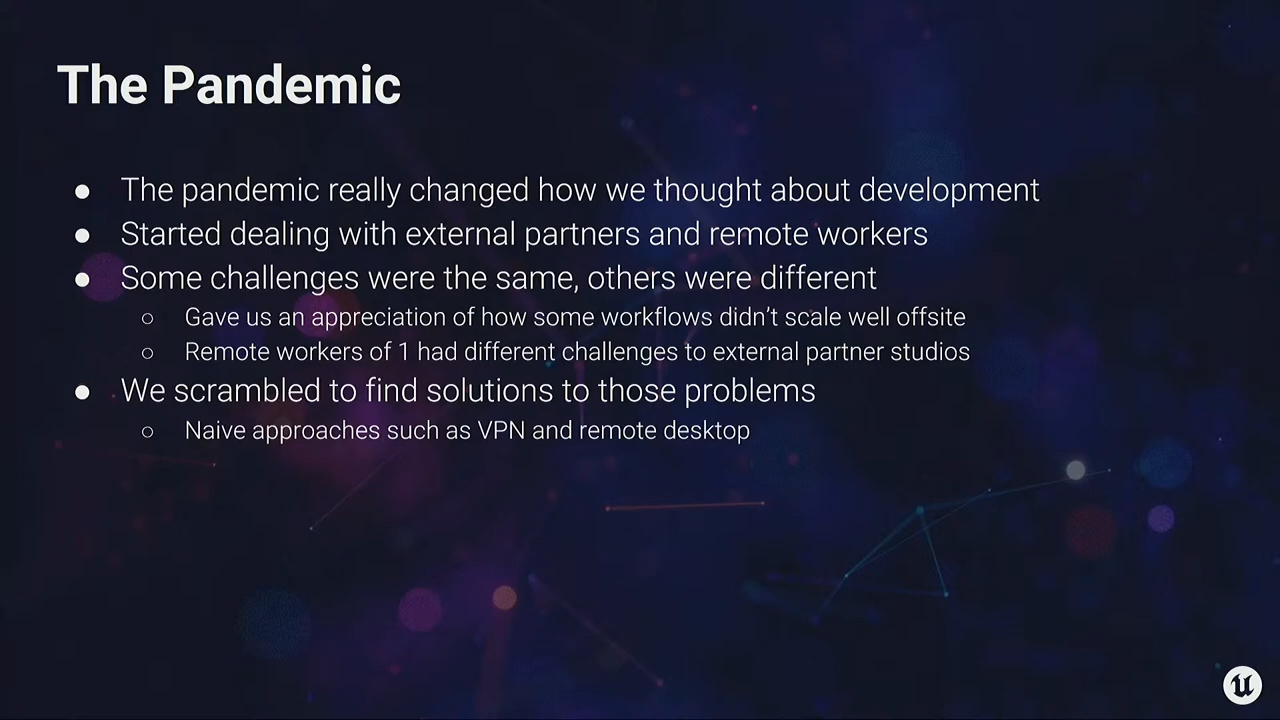 The Pandemic
● The pandemic really changed how we thought about development
● Started dealing with external partners and remote workers
● Some challenges were the same, others were different
○ Gave us an appreciation of how some workflows didn’t scale well offsite
○ Remote workers of 1 had different challenges to external partner studios
● We scrambled to find solutions to those problems
○ Naive approaches such as VPN and remote desktop